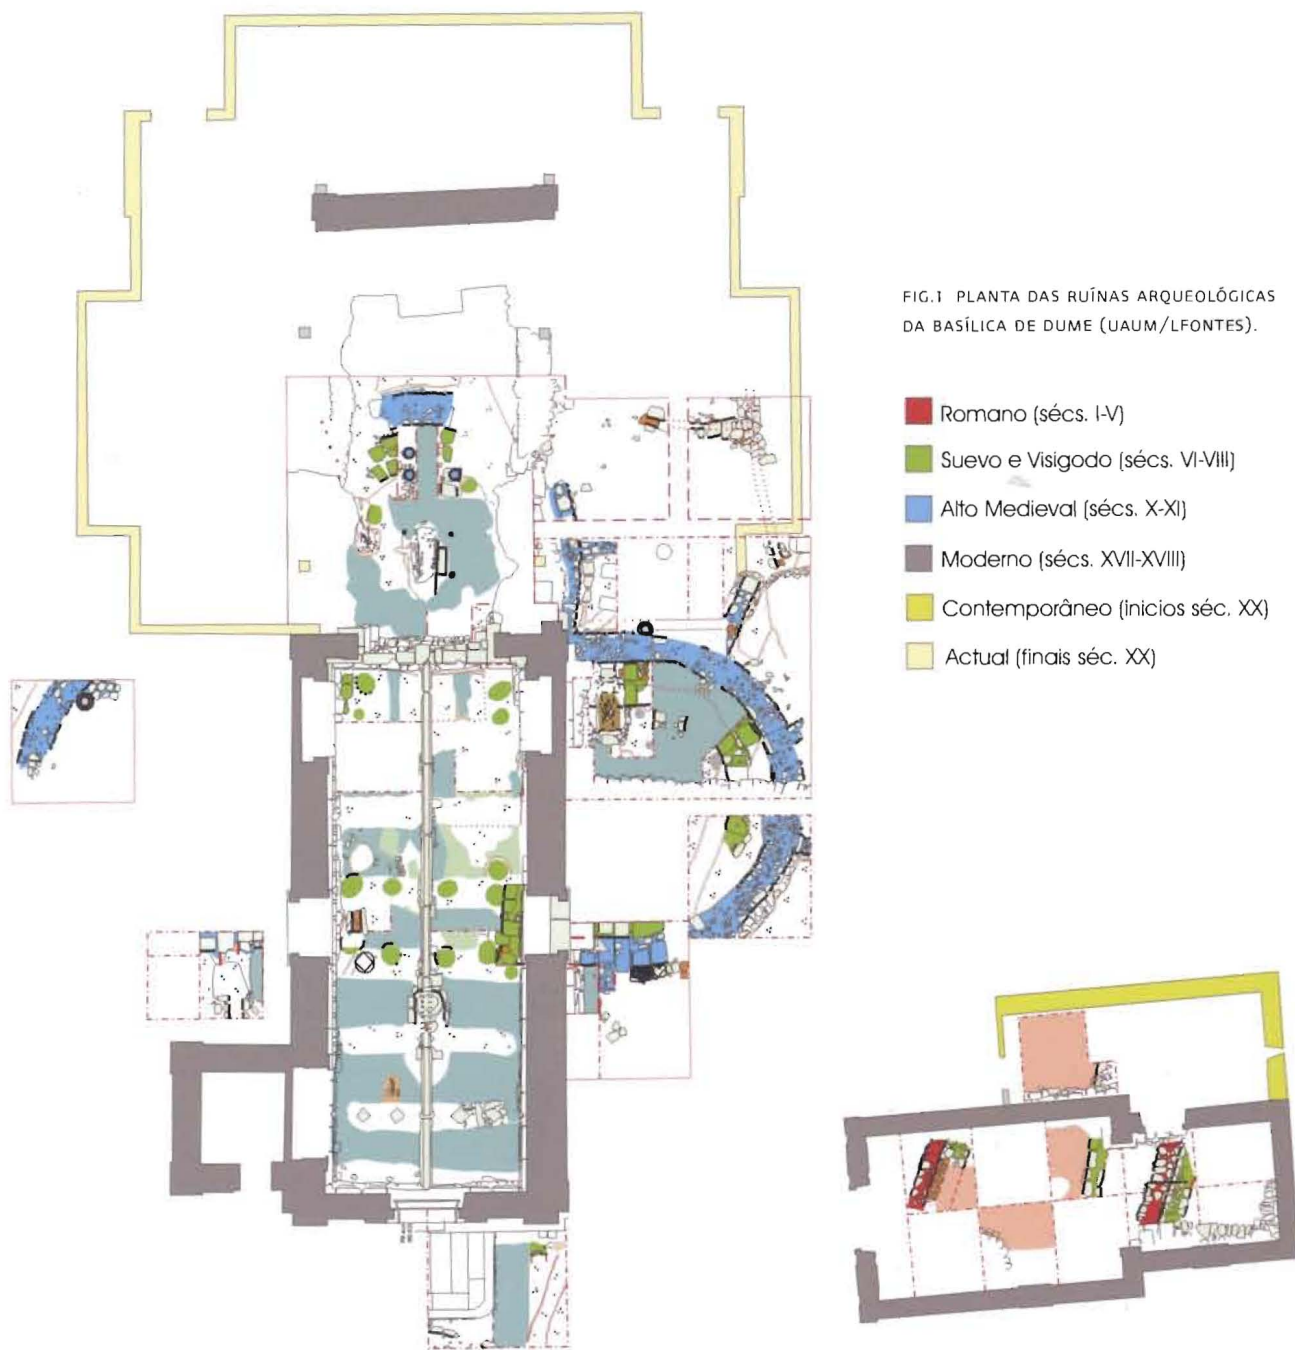 FIG.1 PLANTA DAS RUÍNAS ARQUEOLÓGICAS
DA BASÍLICA DE DUME (UAUM/LFONTES).
Romano (sécs. I-V)
Suevo e Visigodo (sécs. VI-VIII)
Alto Medieval (sécs. X-XI)
Moderno (sécs. XVII-XVIII)
Contemporâneo (inicios séc. XX)
Actual (finais séc. XX)